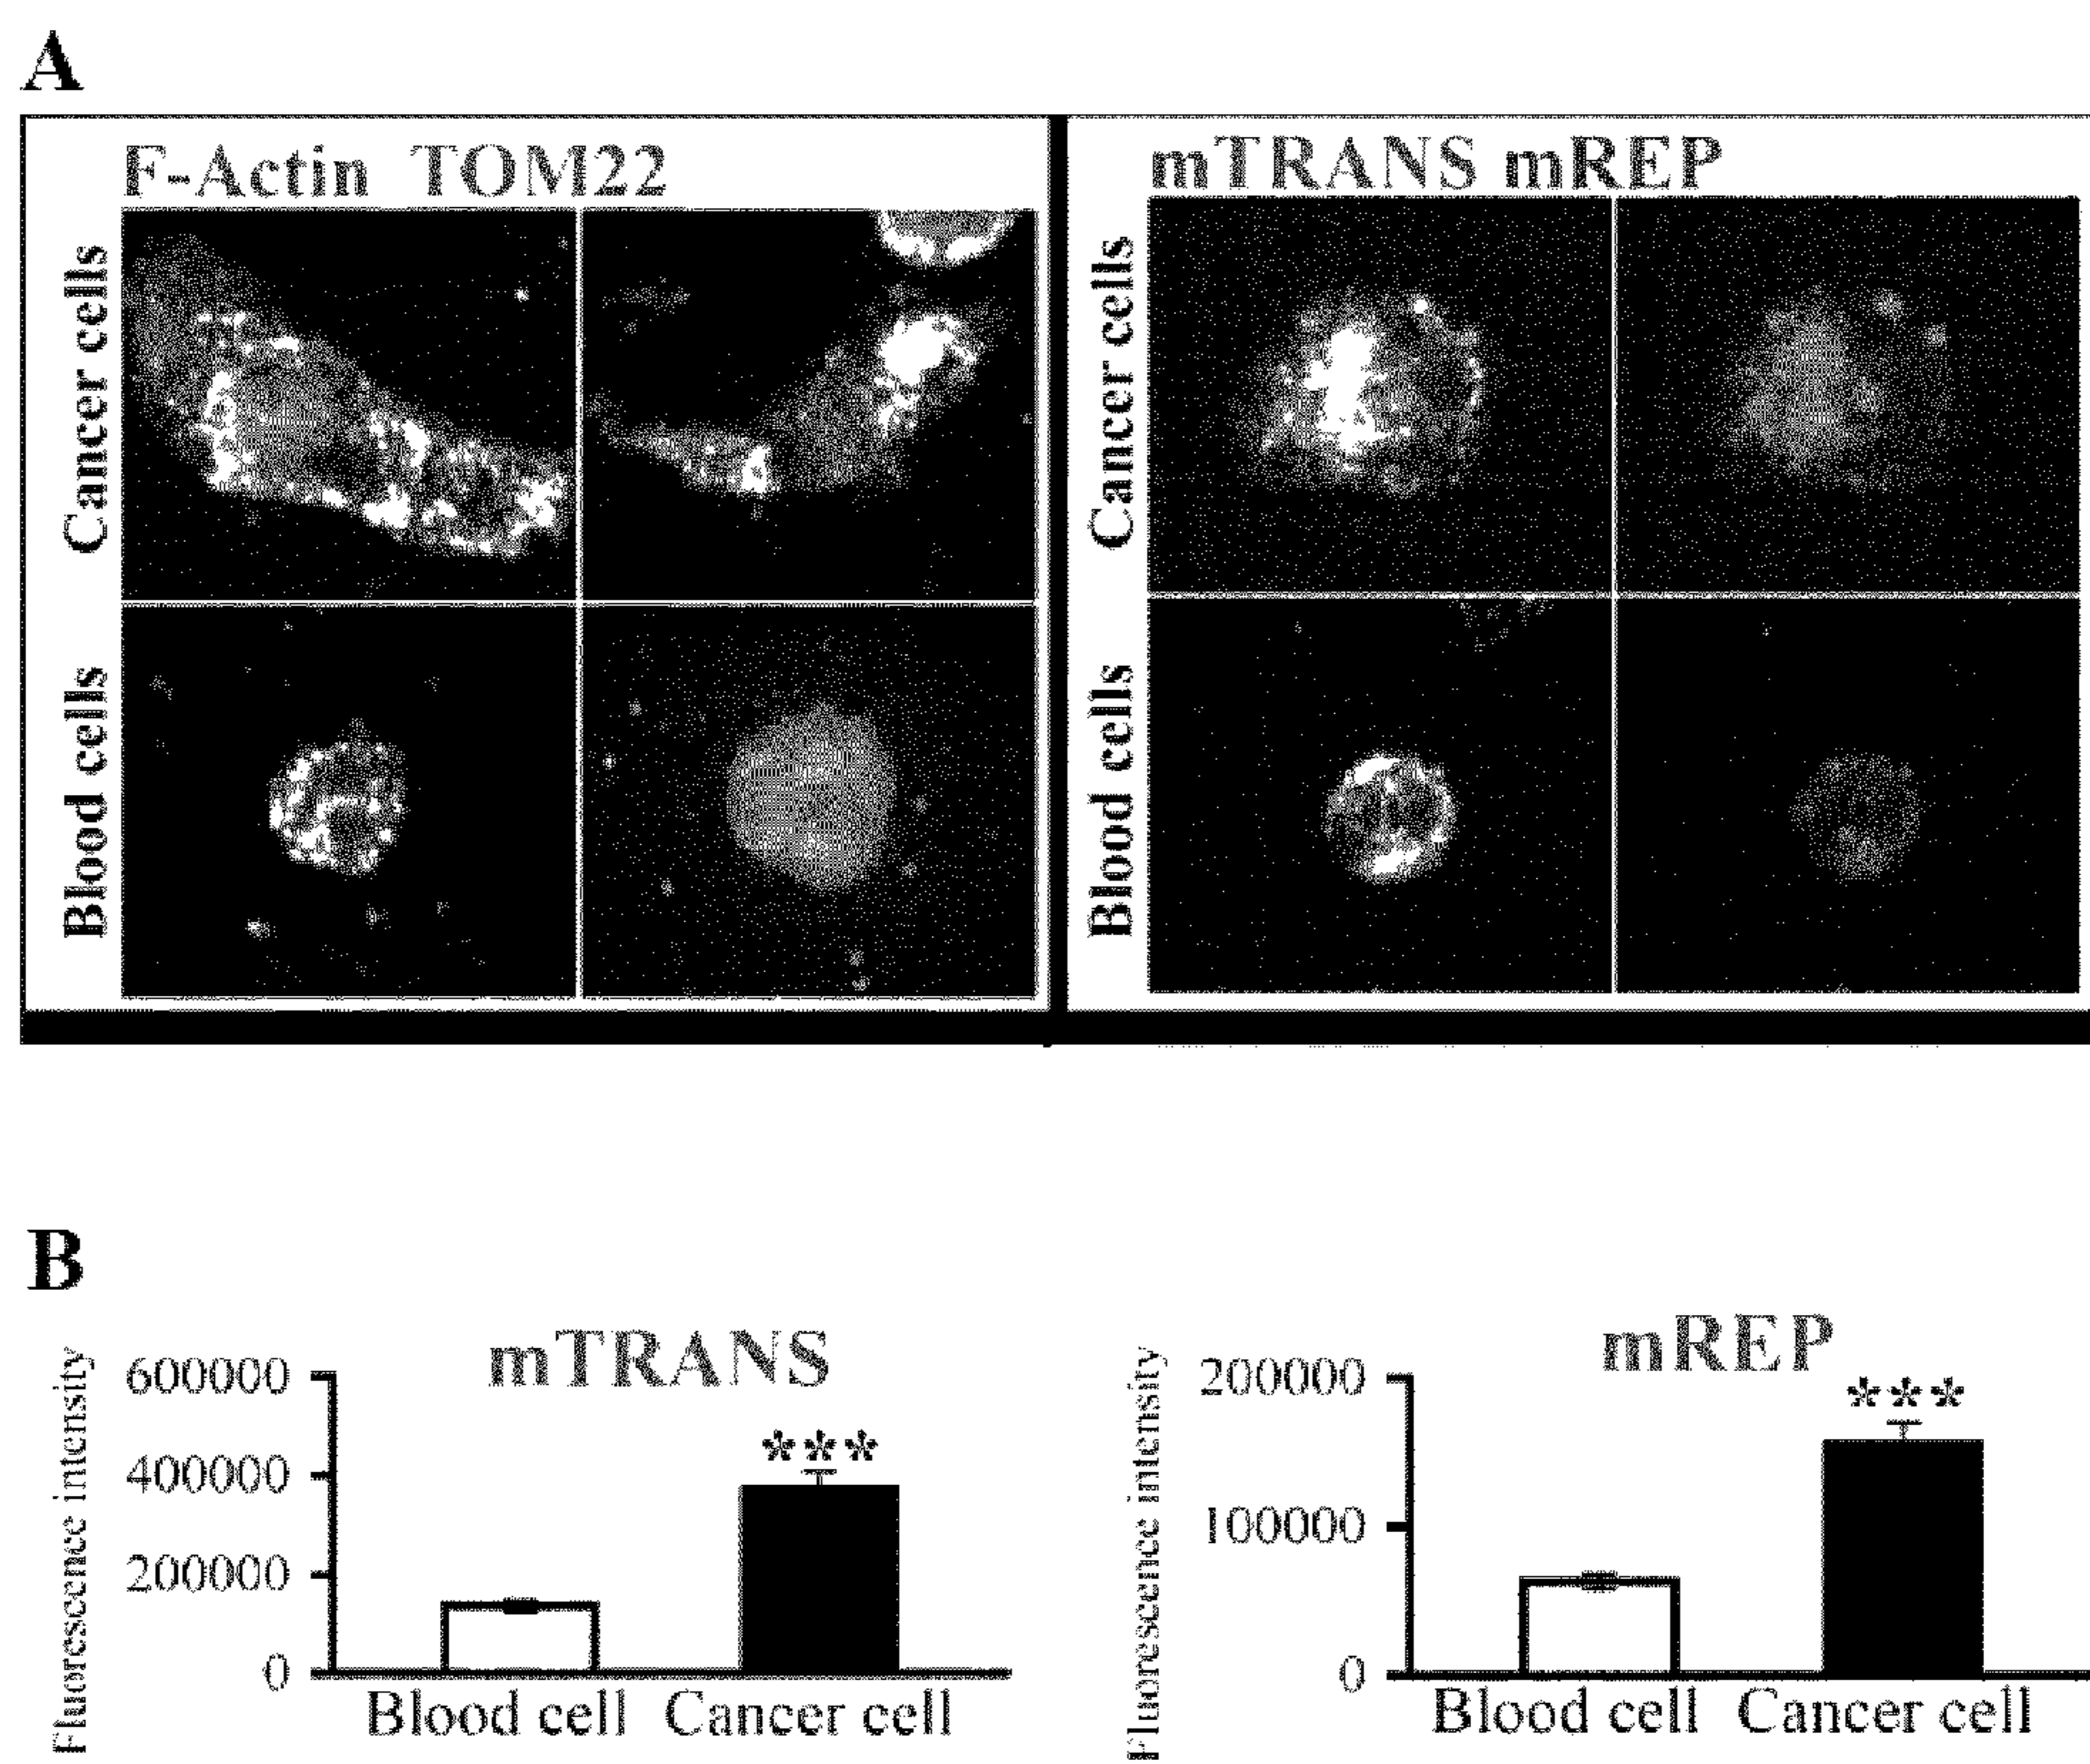 A
F-Actin TOM22
mTRANS mREP
Cancer cells
Cancer cells
Blood cells
Blood cells
B
mTRANS
Fluorescence intensity
600000
400000
200000
0
***
Blood cell Cancer cell
mREP
Fluorescence intensity
200000
100000
0
***
Blood cell Cancer cell